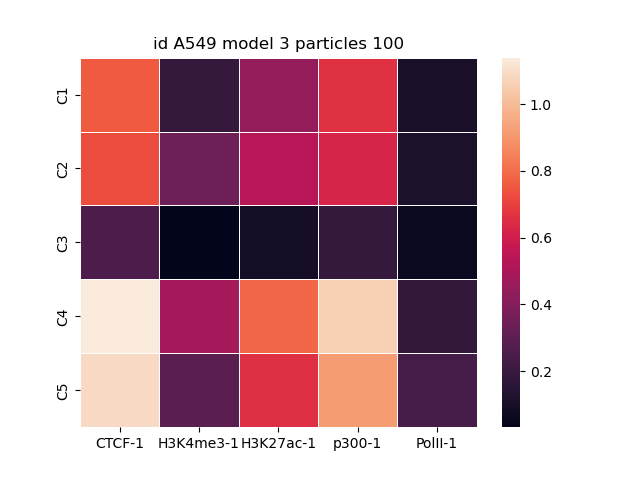 id A549 model 3 particles 100
C1
C2
C3
C4
C5
CTCF-1 H3K4me3-1 H3K27ac-1 p300-1 PolII-1
1.0
0.8
0.6
0.4
0.2